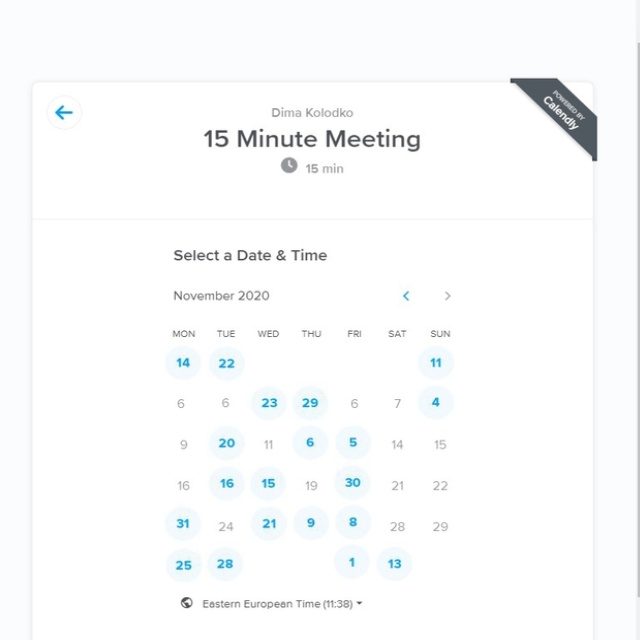 Dima Kolodko
15 Minute Meeting
15 min
POWERED BY
Calendly
Select a Date & Time
November 2020
MON TUE WED THU FRI SAT SUN
14 22 11
6 6 23 29 6 7 4
9 20 11 6 5 14 15
16 16 15 19 30 21 22
31 24 21 9 8 28 29
25 28 1 13
Eastern European Time (11:38)